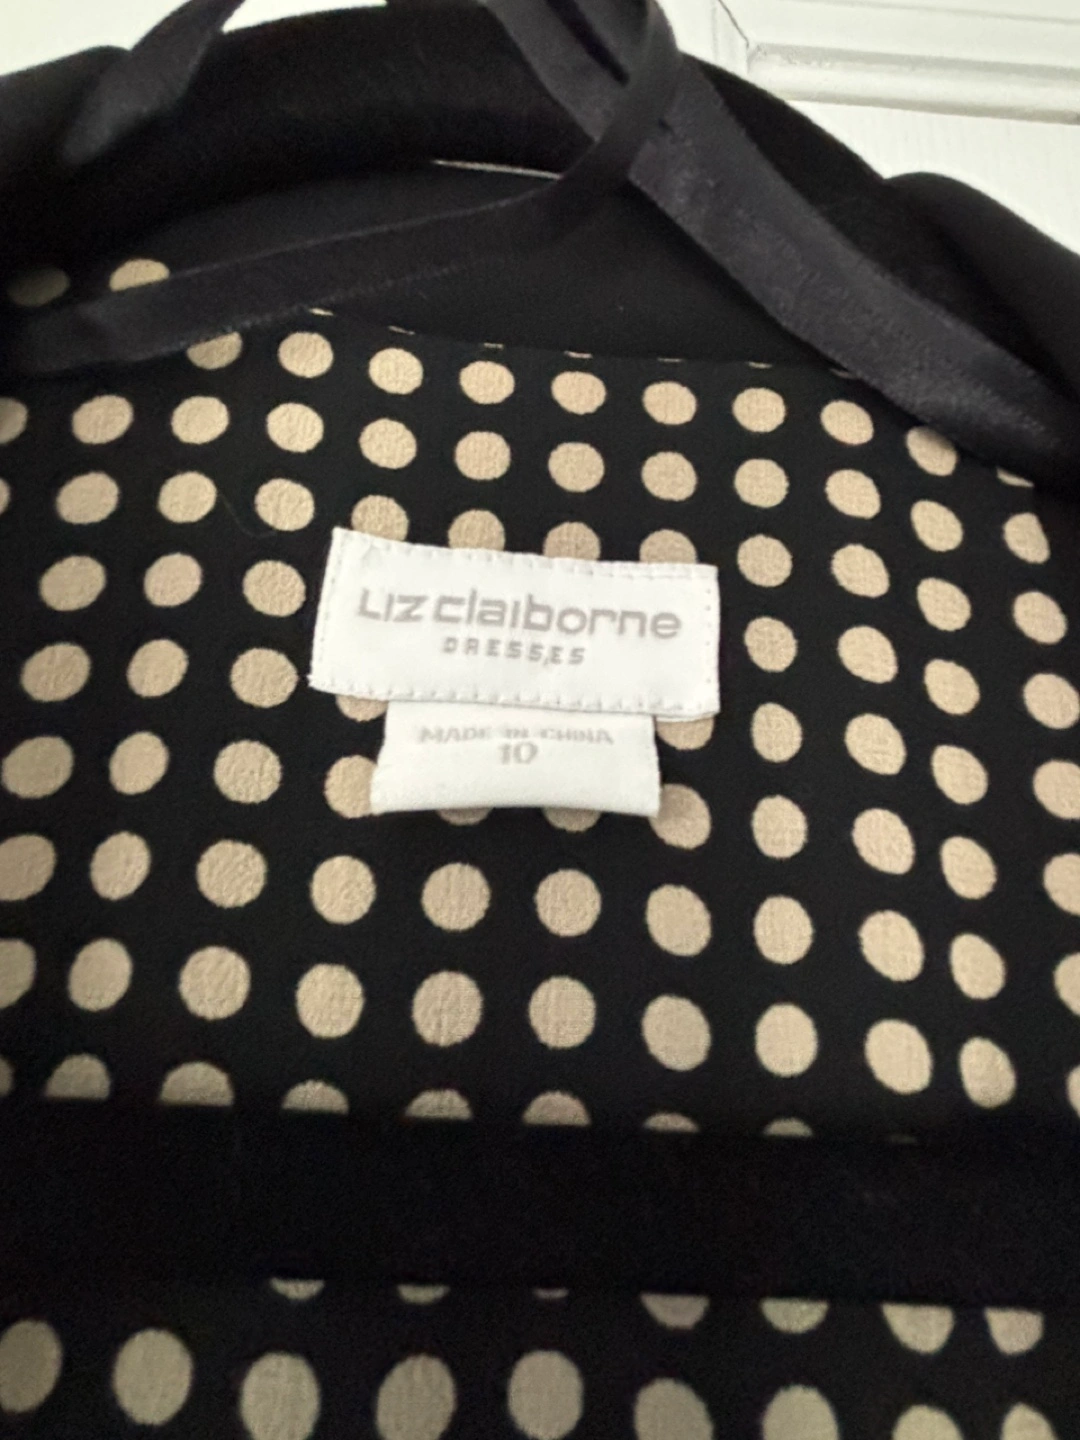 Liz claiborne
DRESSES
MADE IN CHINA
10